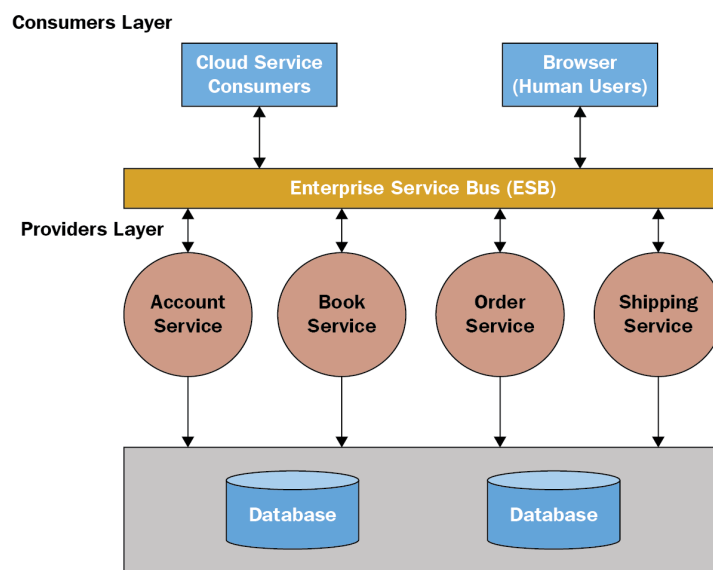 Consumers Layer
Cloud Service
Consumers
Browser
(Human Users)
Enterprise Service Bus (ESB)
Providers Layer
Account
Service
Book
Service
Order
Service
Shipping
Service
Database
Database